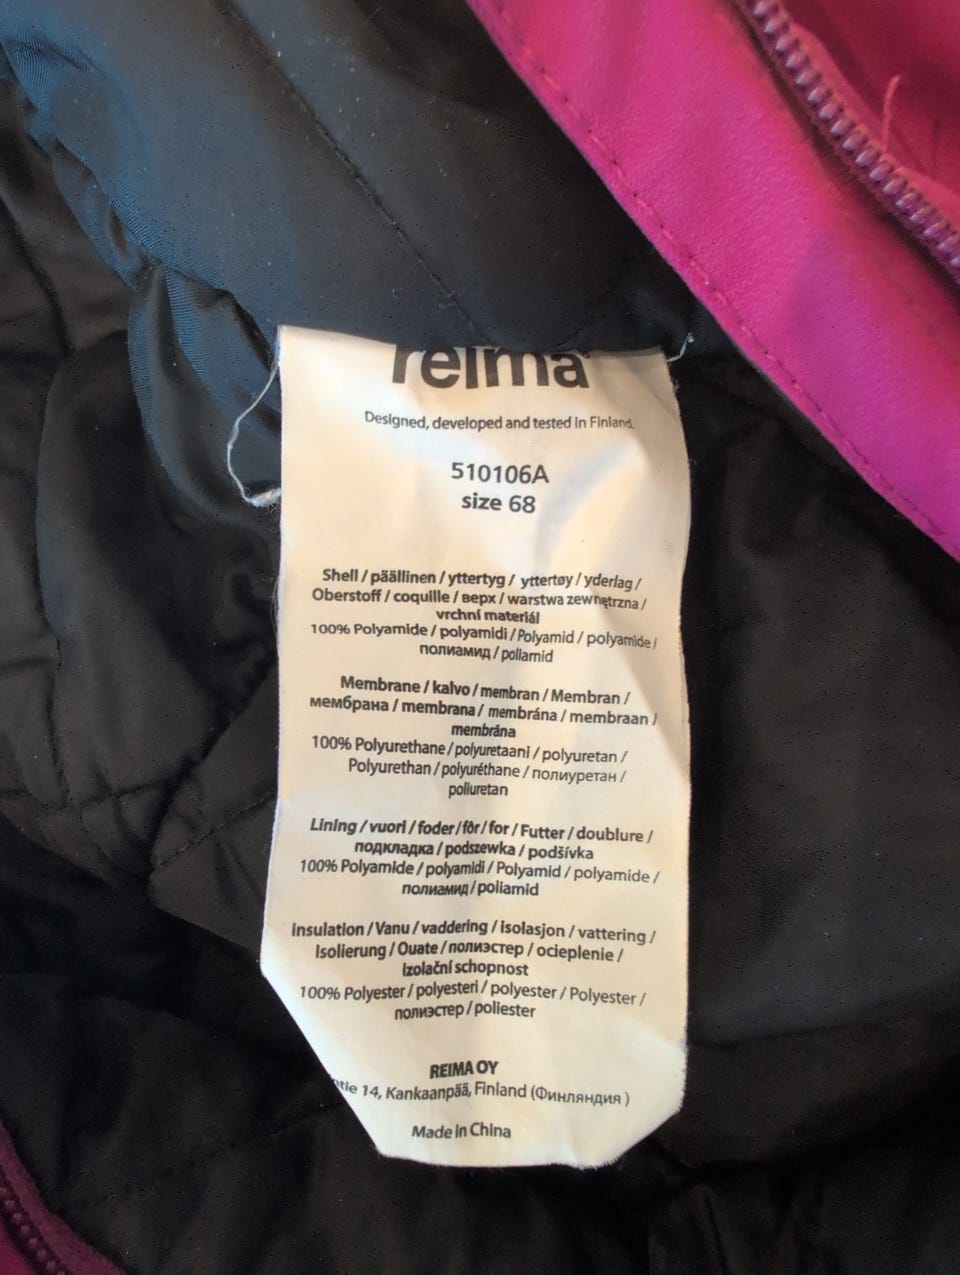 reima
Designed, developed and tested in Finland.
510106A
size 68
Shell / päällinen / yttertyg / yttertøy / yderlag /
Oberstoff / coquille / верх / warstwa zewnętrzna /
vrchní materiál
100% Polyamide / polyamidi / Polyamid / polyamide /
полиамид / poliamid
Membrane / kalvo / membran / Membran /
мембрана / membrana / membrána / membraan /
membrána
100% Polyurethane / polyuretaani / polyuretan /
Polyurethan / polyuréthane / полиуретан /
poliuretan
Lining / vuori / foder / fôr / for / Futter / doublure /
подкладка / podszewka / podšívka
100% Polyamide / polyamidi / Polyamid / polyamide /
полиамид / poliamid
Insulation / Vanu / vaddering / isolasjon / vattering /
Isolierung / Ouate / полиэстер / ocieplenie /
Izolační schopnost
100% Polyester / polyesteri / polyester / Polyester /
полиэстер / poliester
REIMA OY
14, Kankaanpää, Finland (Финляндия )
Made in China